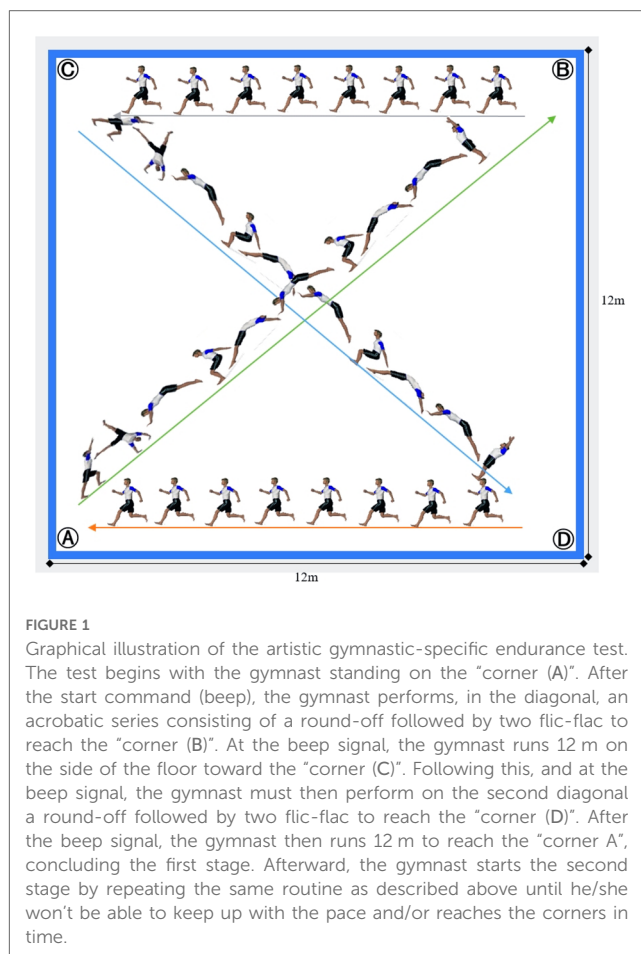 C
B
12m
A
D
12m
FIGURE 1
Graphical illustration of the artistic gymnastic-specific endurance test.
The test begins with the gymnast standing on the “corner (A)”. After
the start command (beep), the gymnast performs, in the diagonal, an
acrobatic series consisting of a round-off followed by two flic-flac to
reach the “corner (B)”. At the beep signal, the gymnast runs 12 m on
the side of the floor toward the “corner (C)”. Following this, and at the
beep signal, the gymnast must then perform on the second diagonal
a round-off followed by two flic-flac to reach the “corner (D)”. After
the beep signal, the gymnast then runs 12 m to reach the “corner A”,
concluding the first stage. Afterward, the gymnast starts the second
stage by repeating the same routine as described above until he/she
won’t be able to keep up with the pace and/or reaches the corners in
time.